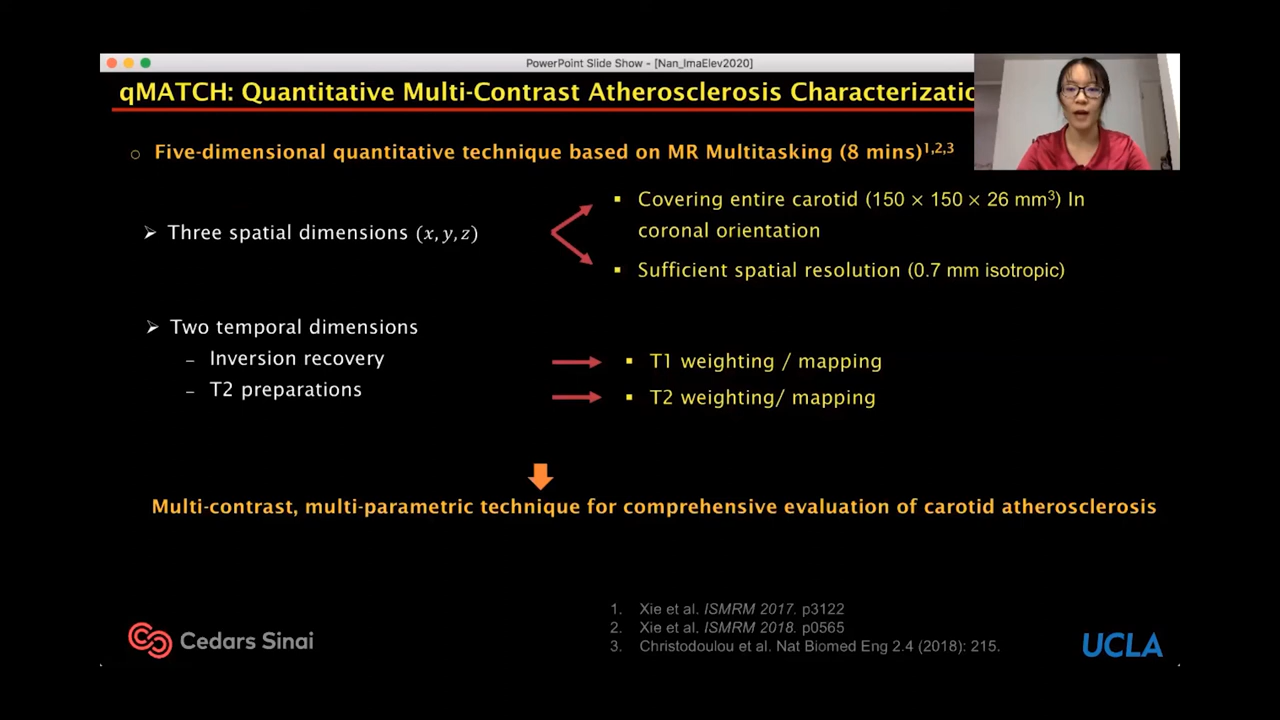 PowerPoint Slide Show - [Nan_ImaElev2020]
qMATCH: Quantitative Multi-Contrast Atherosclerosis
Five-dimensional quantitative technique based on MR Multitasking (8 mins)1,2,3
Covering entire carotid (150 × 150 × 26 mm³) In
coronal orientation
Three spatial dimensions (x, y, z)
Sufficient spatial resolution (0.7 mm isotropic)
Two temporal dimensions
– Inversion recovery
T1 weighting / mapping
– T2 preparations
T2 weighting/ mapping
Multi-contrast, multi-parametric technique for comprehensive evaluation of carotid atherosclerosis
1. Xie et al. ISMRM 2017. p3122
2. Xie et al. ISMRM 2018. p0565
3. Christodoulou et al. Nat Biomed Eng 2.4 (2018): 215.
Cedars Sinai
UCLA